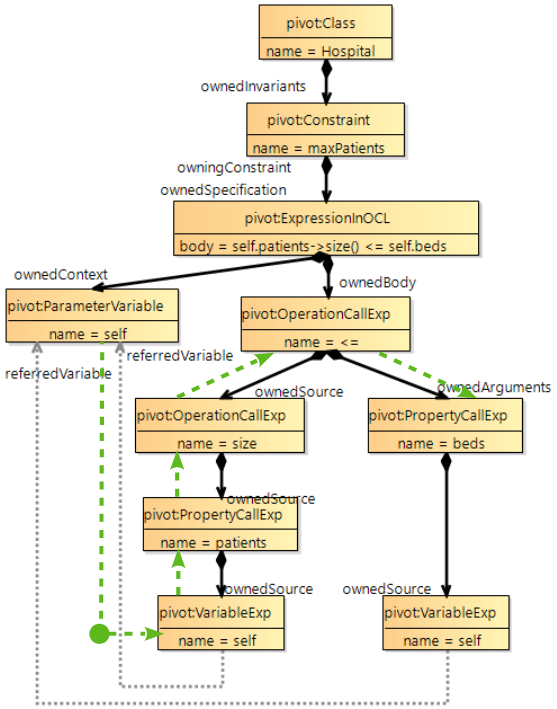 pivot:Class
name = Hospital
ownedInvariants
pivot:Constraint
name = maxPatients
owningConstraint
ownedSpecification
pivot:ExpressionInOCL
body = self.patients->size() <= self.beds
ownedContext
ownedBody
pivot:ParameterVariable
name = self
pivot:OperationCallExp
name = <=
referredVariable
referredVariable
ownedSource
ownedArguments
pivot:OperationCallExp
name = size
pivot:PropertyCallExp
name = beds
ownedSource
pivot:PropertyCallExp
name = patients
ownedSource
ownedSource
pivot:VariableExp
name = self
pivot:VariableExp
name = self